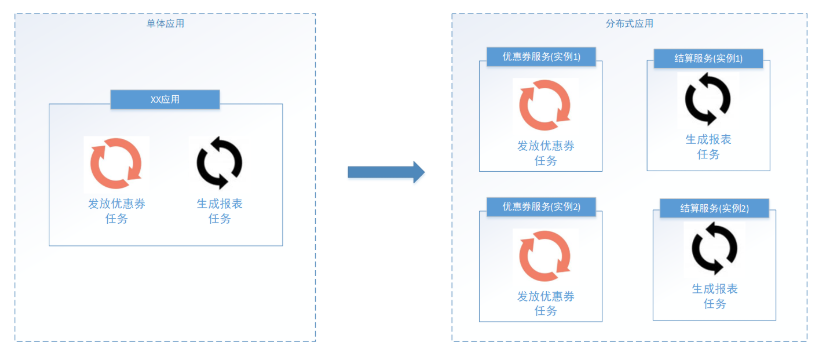 单体应用
XX应用
发放优惠券
任务
生成报表
任务
分布式应用
优惠券服务(实例1)
发放优惠券
任务
结算服务(实例1)
生成报表
任务
优惠券服务(实例2)
发放优惠券
任务
结算服务(实例2)
生成报表
任务